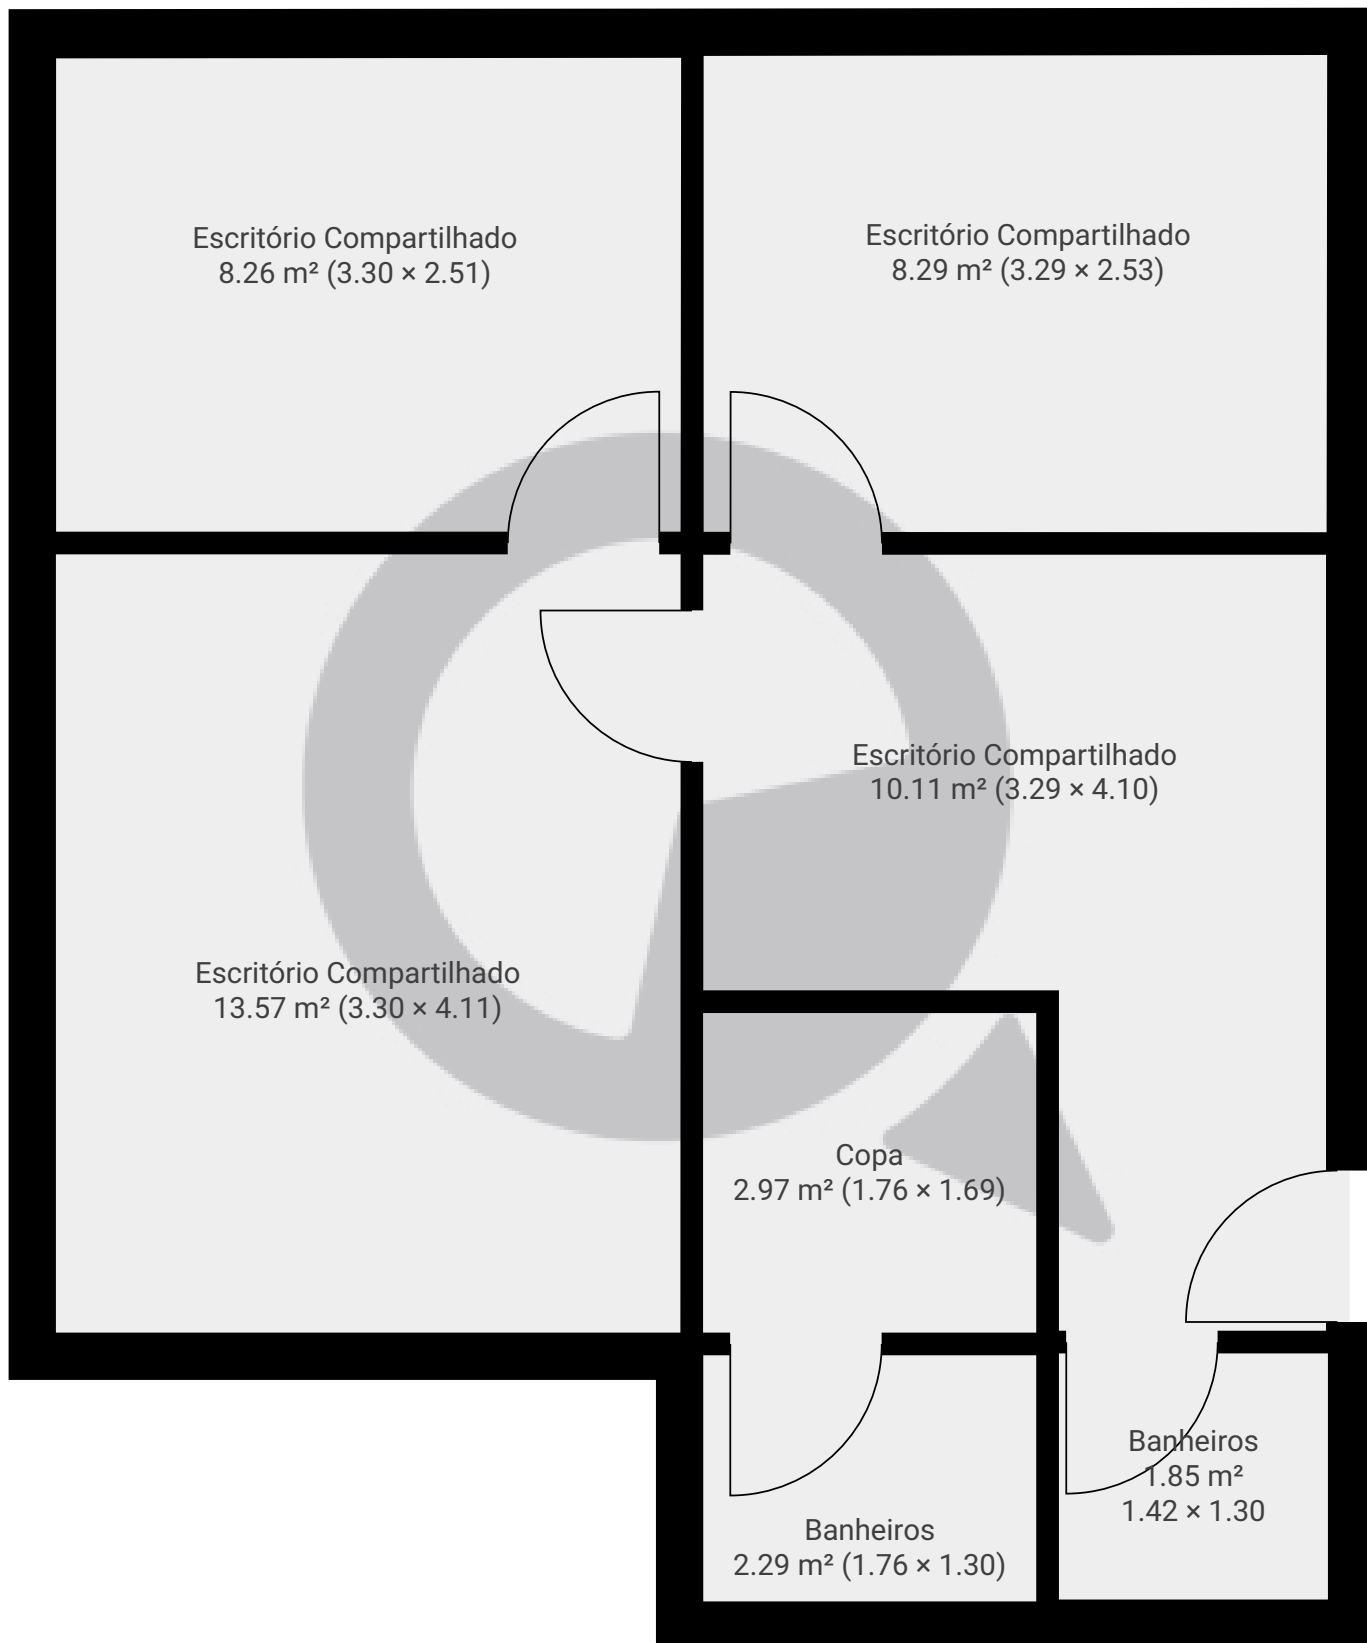 Escritório Compartilhado
8.26 m² (3.30 × 2.51)
Escritório Compartilhado
8.29 m² (3.29 × 2.53)
Escritório Compartilhado
10.11 m² (3.29 × 4.10)
Escritório Compartilhado
13.57 m² (3.30 × 4.11)
Copa
2.97 m² (1.76 × 1.69)
Banheiros
1.85 m²
1.42 × 1.30
Banheiros
2.29 m² (1.76 × 1.30)